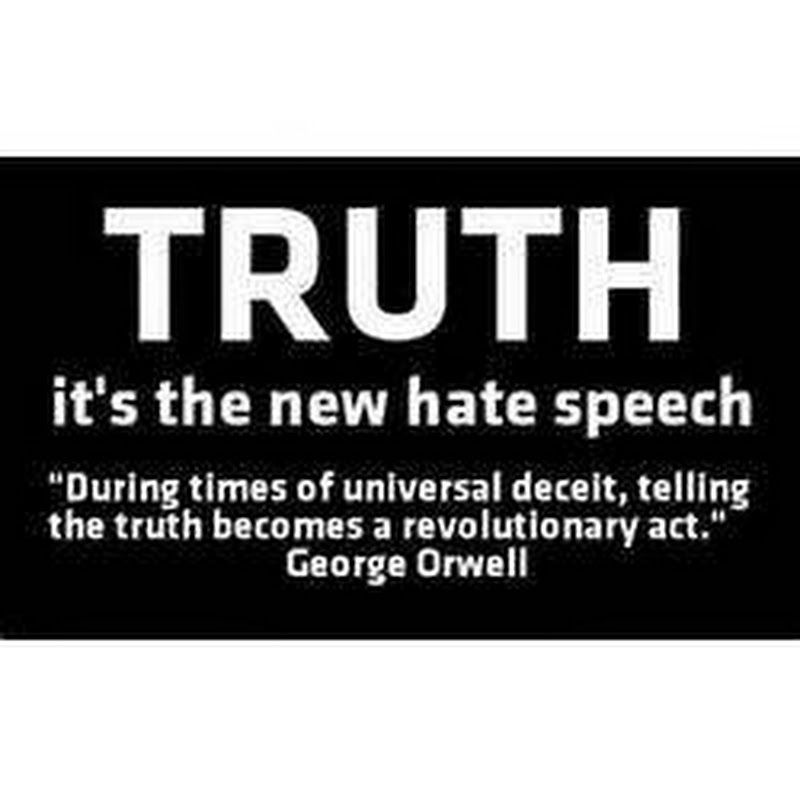 TRUTH
it's the new hate speech
"During times of universal deceit, telling
the truth becomes a revolutionary act."
George Orwell